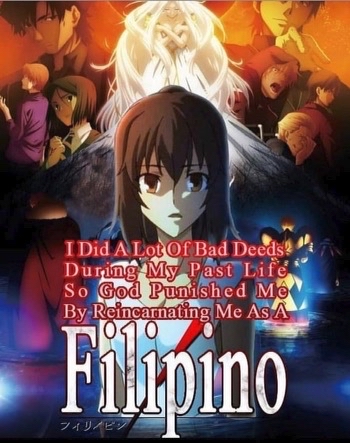 I Did A Lot Of Bad Deeds
During My Past Life
So God Punished Me
By Reincarnating Me As A
Filipino
フィリ／ピン